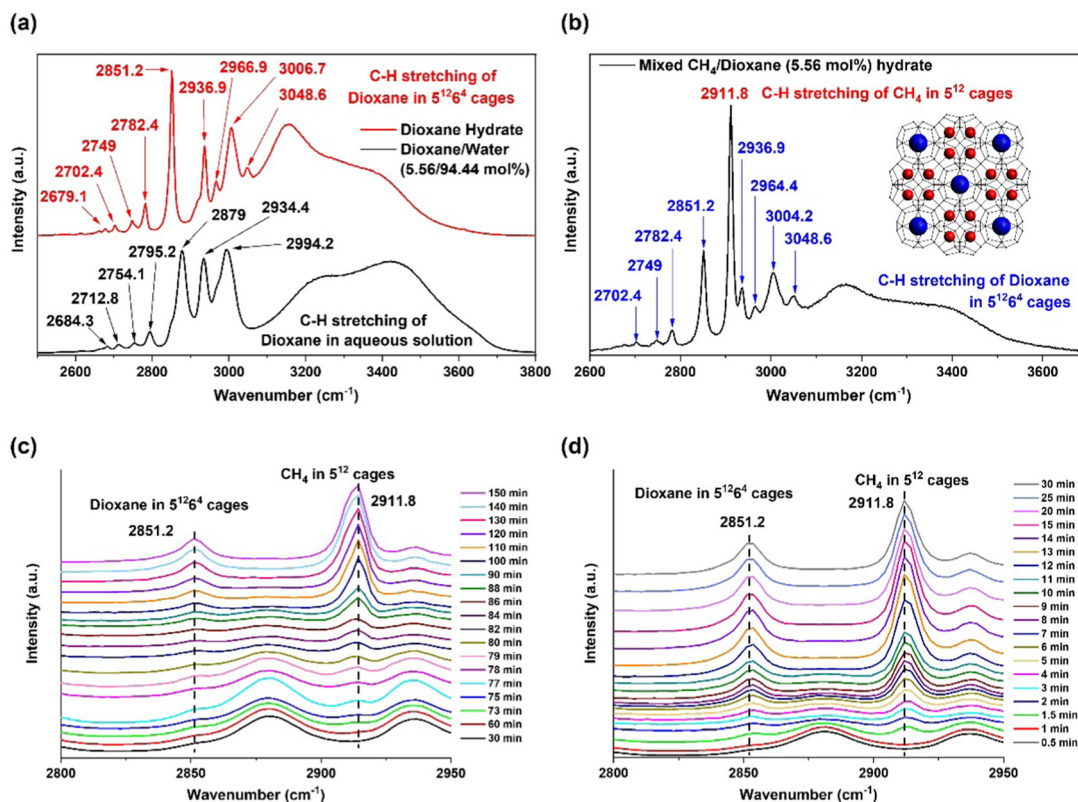 (a)
2851.2
2966.9
3006.7
2936.9
3048.6
2782.4
2749
2702.4
2679.1
C-H stretching of
Dioxane in 5¹²6⁴ cages
Dioxane Hydrate
Dioxane/Water
(5.56/94.44 mol%)
2879
2934.4
2994.2
2795.2
2754.1
2712.8
2684.3
C-H stretching of
Dioxane in aqueous solution
Intensity (a.u.)
2600 2800 3000 3200 3400 3600 3800
Wavenumber (cm⁻¹)
(b)
Mixed CH₄/Dioxane (5.56 mol%) hydrate
2911.8
C-H stretching of CH₄ in 5¹² cages
2936.9
2964.4
2851.2
3004.2
2782.4
3048.6
2749
2702.4
C-H stretching of Dioxane
in 5¹²6⁴ cages
Intensity (a.u.)
2600 2800 3000 3200 3400 3600
Wavenumber (cm⁻¹)
(c)
CH₄ in 5¹² cages
Dioxane in 5¹²6⁴ cages
2911.8
2851.2
150 min
140 min
130 min
120 min
110 min
100 min
90 min
88 min
86 min
84 min
82 min
80 min
79 min
78 min
77 min
75 min
73 min
60 min
30 min
Intensity (a.u.)
2800 2850 2900 2950
Wavenumber (cm⁻¹)
(d)
CH₄ in 5¹² cages
Dioxane in 5¹²6⁴ cages
2911.8
2851.2
30 min
25 min
20 min
15 min
14 min
13 min
12 min
11 min
10 min
9 min
8 min
7 min
6 min
5 min
4 min
3 min
2 min
1.5 min
1 min
0.5 min
Intensity (a.u.)
2800 2850 2900 2950
Wavenumber (cm⁻¹)